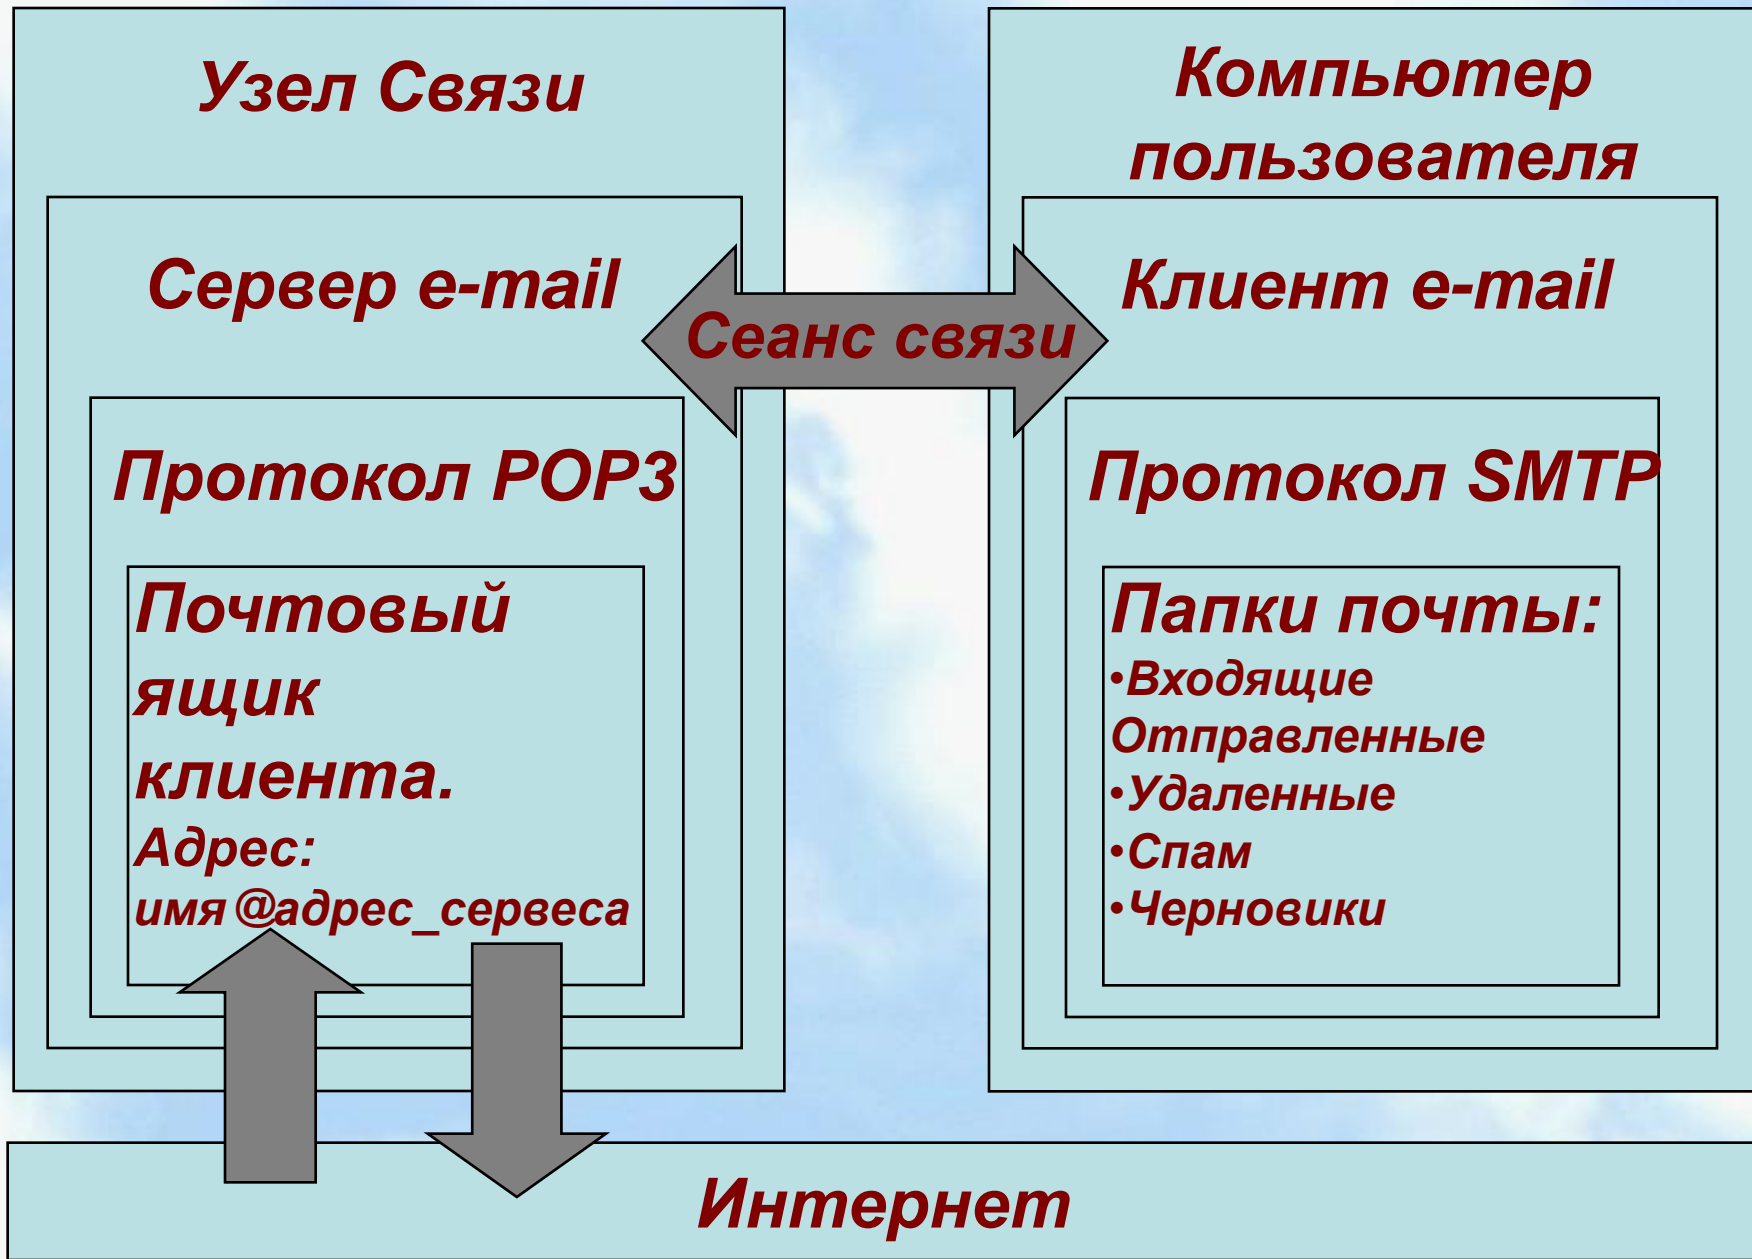 Узел Связи
Сервер e-mail
Протокол POP3
Почтовый
ящик
клиента.
Адрес:
имя@адрес_сервеса
Сеанс связи
Компьютер
пользователя
Клиент e-mail
Протокол SMTP
Папки почты:
•Входящие
Отправленные
•Удаленные
•Спам
•Черновики
Интернет